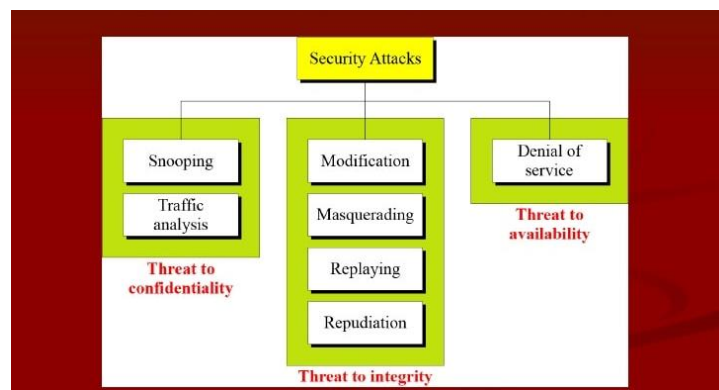 Security Attacks
Snooping
Traffic
analysis
Threat to
confidentiality
Modification
Masquerading
Replaying
Repudiation
Threat to integrity
Denial of
service
Threat to
availability